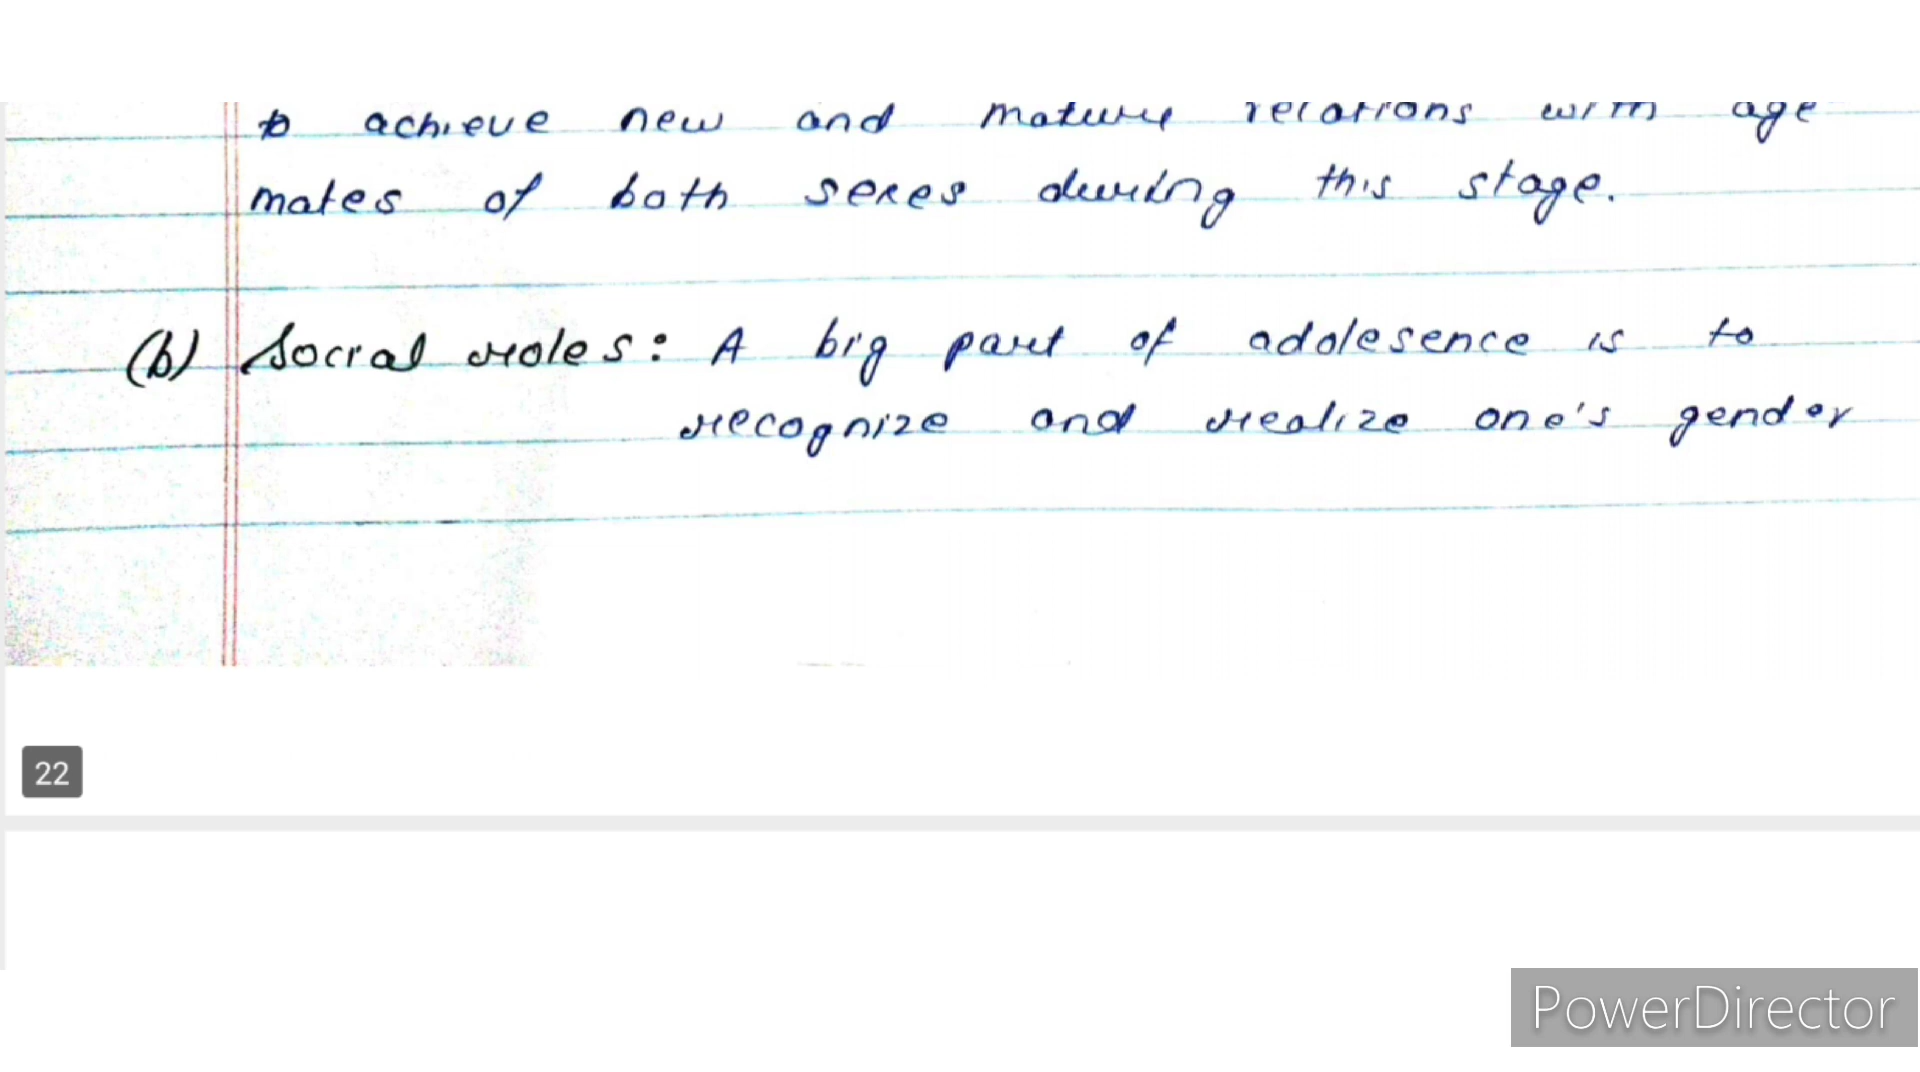 to achieve new and mature relations with age
mates of both sexes during this stage.
(b) Social roles: A big part of adolesence is to
recognize and realize one's gender
22
PowerDirector